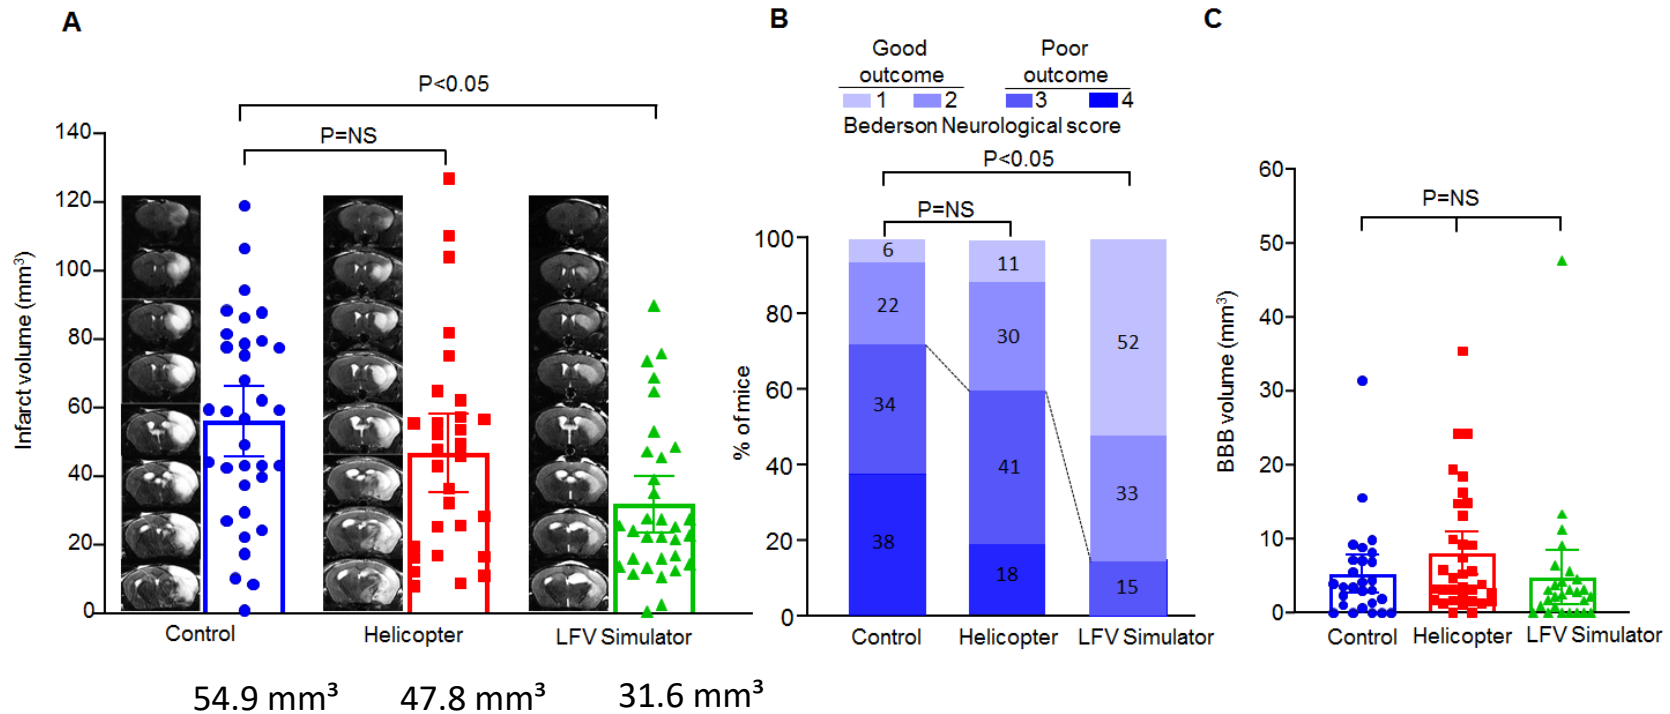 A
P<0.05
P=NS
Infarct volume (mm³)
140
120
100
80
60
40
20
0
Control
Helicopter
LFV Simulator
54.9 mm³
47.8 mm³
31.6 mm³
B
Good
outcome
Poor
outcome
1
2
3
4
Bederson Neurological score
P<0.05
P=NS
% of mice
100
80
60
40
20
0
6
22
34
38
11
30
41
18
52
33
15
Control
Helicopter
LFV Simulator
C
P=NS
BBB volume (mm³)
60
50
40
30
20
10
0
Control
Helicopter
LFV Simulator